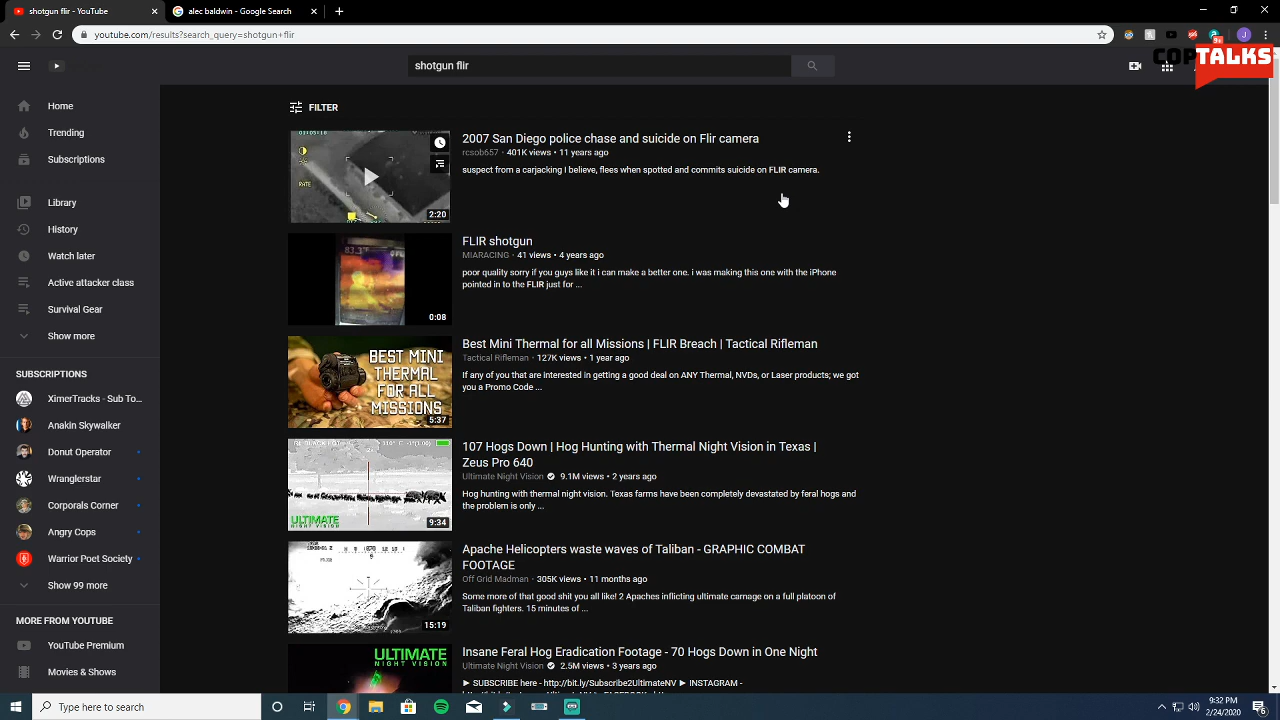 shotgun flir - YouTube
alec baldwin - Google Search
youtube.com/results?search_query=shotgun+flir
COPTALKS
shotgun flir
FILTER
Home
Trending
Subscriptions
Library
History
Watch later
Active attacker class
Survival Gear
Show more
SUBSCRIPTIONS
XimerTracks - Sub To...
Anakin Skywalker
Donut Operator
Wranglerstar
Corporals Corner
Angry Cops
Warrior Poet Society
Show 99 more
MORE FROM YOUTUBE
YouTube Premium
Movies & Shows
RATE
2:20
2007 San Diego police chase and suicide on Flir camera
rcsob657 • 401K views • 11 years ago
suspect from a carjacking I believe, flees when spotted and commits suicide on FLIR camera.
0:08
FLIR shotgun
MIARACING • 41 views • 4 years ago
poor quality sorry if you guys like it i can make a better one. i was making this one with the iPhone
pointed in to the FLIR just for ...
BEST MINI
THERMAL
FOR ALL
MISSIONS
5:37
Best Mini Thermal for all Missions | FLIR Breach | Tactical Rifleman
Tactical Rifleman • 127K views • 1 year ago
If any of you that are interested in getting a good deal on ANY Thermal, NVDs, or Laser products; we got
you a Promo Code ...
ULTIMATE
NIGHT VISION
9:34
107 Hogs Down | Hog Hunting with Thermal Night Vision in Texas |
Zeus Pro 640
Ultimate Night Vision • 9.1M views • 2 years ago
Hog hunting with thermal night vision. Texas farms have been completely devastated by feral hogs and
the problem is only ...
15:19
Apache Helicopters waste waves of Taliban - GRAPHIC COMBAT
FOOTAGE
Off Grid Madman • 305K views • 11 months ago
Some more of that good shit you all like! 2 Apaches inflicting ultimate carnage on a full platoon of
Taliban fighters. 15 minutes of ...
ULTIMATE
NIGHT VISION
Insane Feral Hog Eradication Footage - 70 Hogs Down in One Night
Ultimate Night Vision • 2.5M views • 3 years ago
►SUBSCRIBE here - http://bit.ly/Subscribe2UltimateNV ► INSTAGRAM -
Type here to search
9:32 PM
2/24/2020